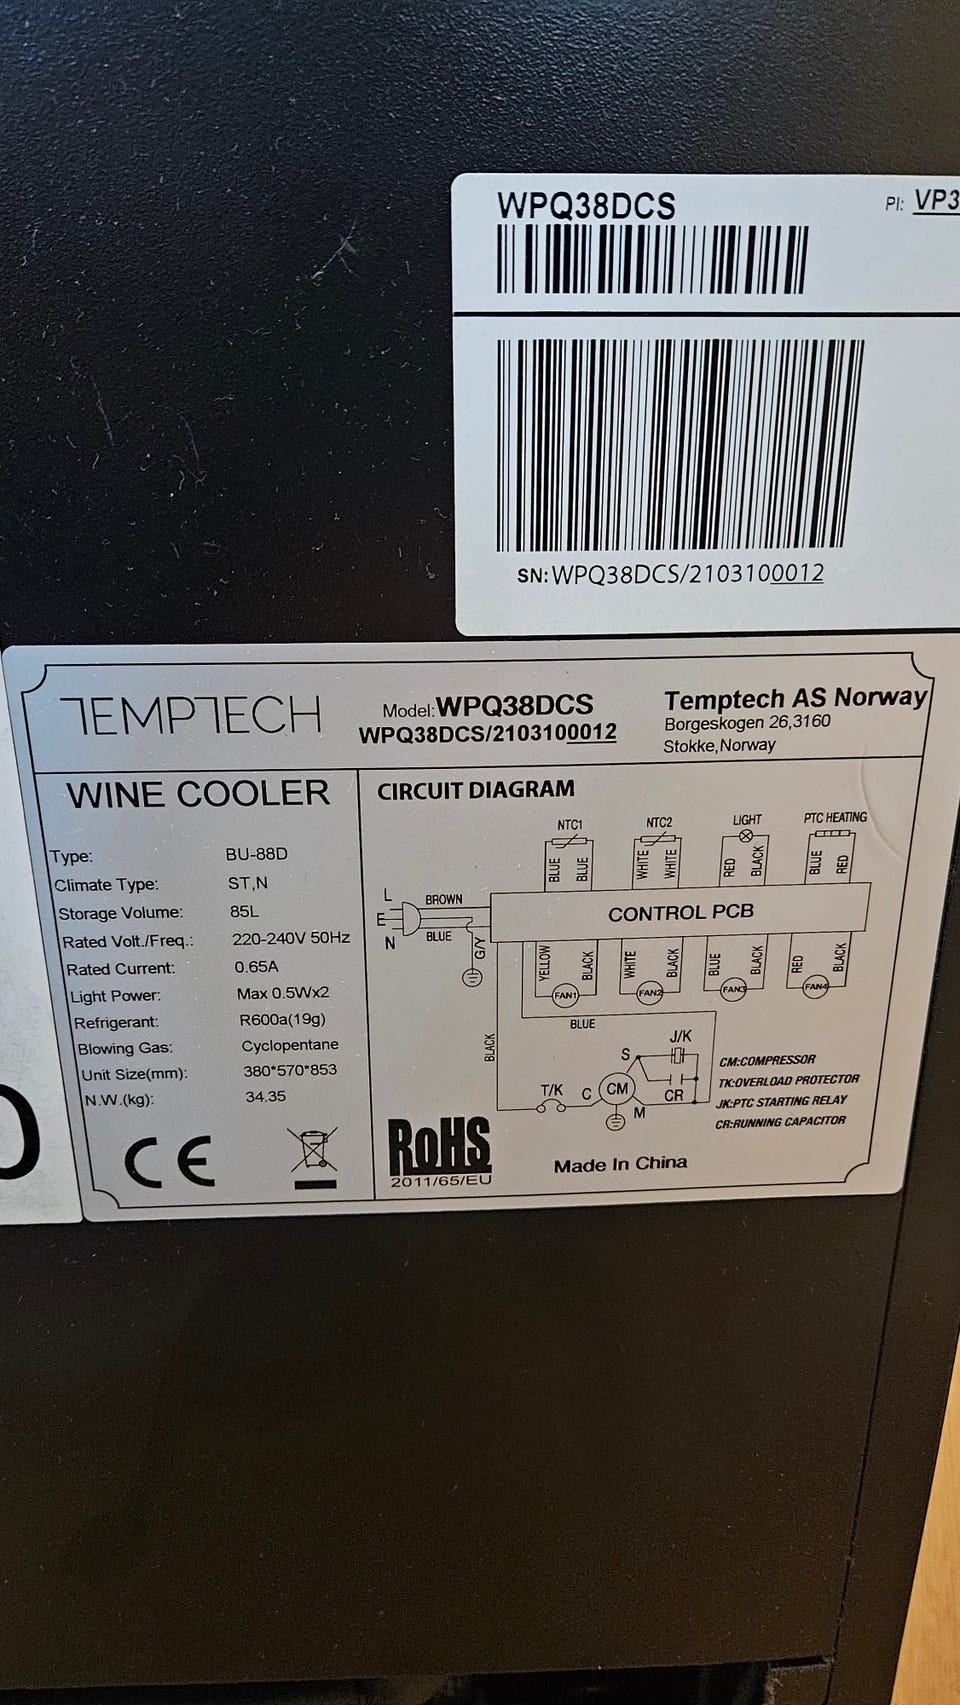 WPQ38DCS
PI: VP3
SN:WPQ38DCS/2103100012
TEMPTECH
Model:WPQ38DCS
WPQ38DCS/2103100012
Temptech AS Norway
Borgeskogen 26,3160
Stokke,Norway
WINE COOLER
Type: BU-88D
Climate Type: ST,N
Storage Volume: 85L
Rated Volt./Freq.: 220-240V 50Hz
Rated Current: 0.65A
Light Power: Max 0.5Wx2
Refrigerant: R600a(19g)
Blowing Gas: Cyclopentane
Unit Size(mm): 380*570*853
N.W.(kg): 34.35
CE
CIRCUIT DIAGRAM
NTC1 NTC2 LIGHT PTC HEATING
BLUE BLUE WHITE WHITE RED BLACK BLUE RED
L BROWN
E
N BLUE G/Y
CONTROL PCB
YELLOW BLACK WHITE BLACK BLUE BLACK RED BLACK
FAN1 FAN2 FAN3 FAN4
BLUE
BLACK
J/K
S
T/K C CM CR
M
CM:COMPRESSOR
TK:OVERLOAD PROTECTOR
JK:PTC STARTING RELAY
CR:RUNNING CAPACITOR
RoHS
2011/65/EU
Made In China